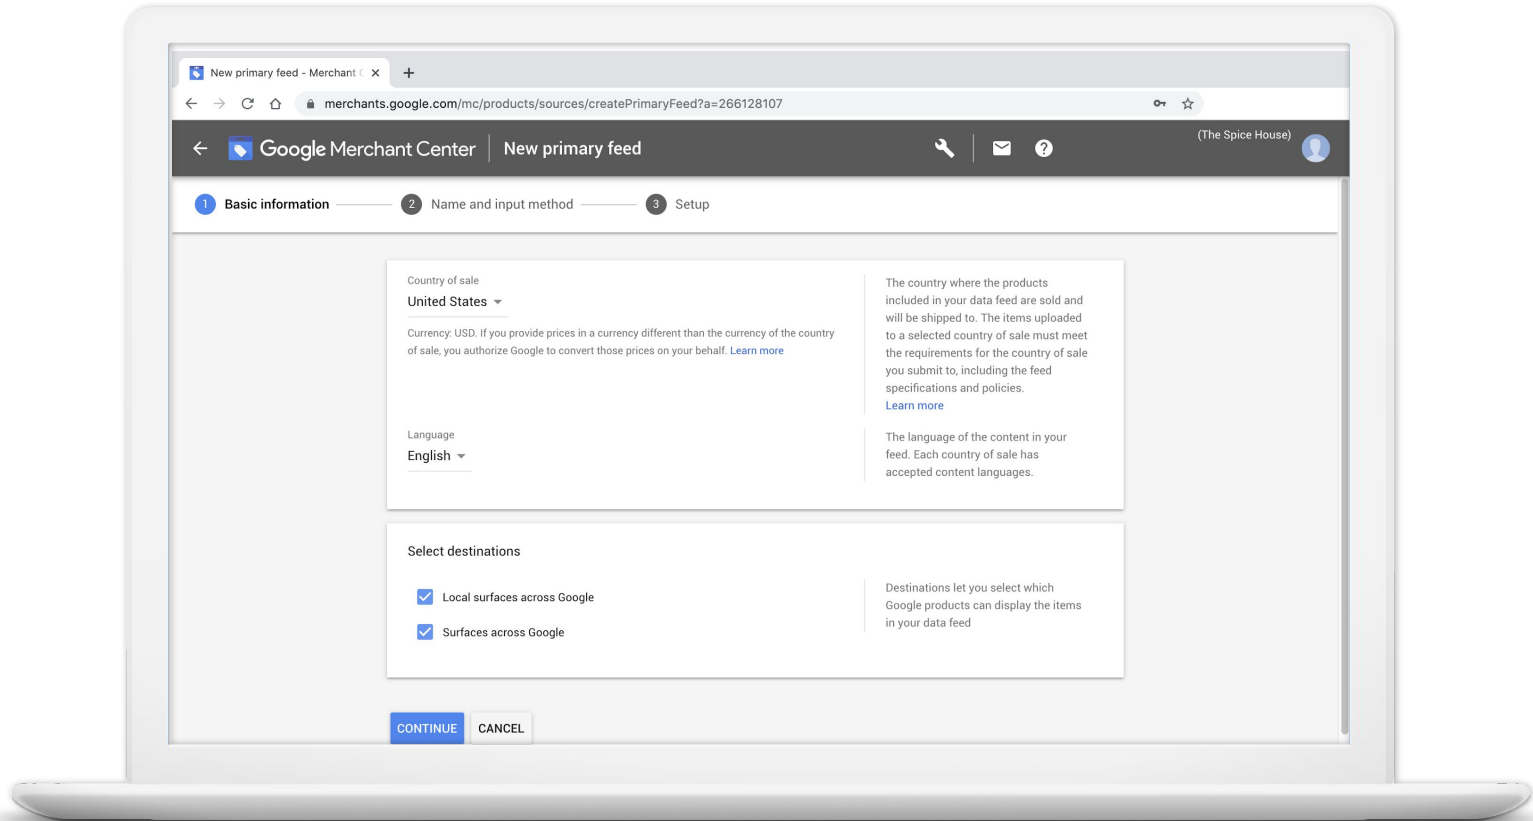 New primary feed - Merchant
merchants.google.com/mc/products/sources/createPrimaryFeed?a=266128107
Google Merchant Center
New primary feed
(The Spice House)
1 Basic information
2 Name and input method
3 Setup
Country of sale
United States
Currency: USD. If you provide prices in a currency different than the currency of the country
of sale, you authorize Google to convert those prices on your behalf. Learn more
The country where the products
included in your data feed are sold and
will be shipped to. The items uploaded
to a selected country of sale must meet
the requirements for the country of sale
you submit to, including the feed
specifications and policies.
Learn more
Language
English
The language of the content in your
feed. Each country of sale has
accepted content languages.
Select destinations
Local surfaces across Google
Surfaces across Google
Destinations let you select which
Google products can display the items
in your data feed
CONTINUE
CANCEL